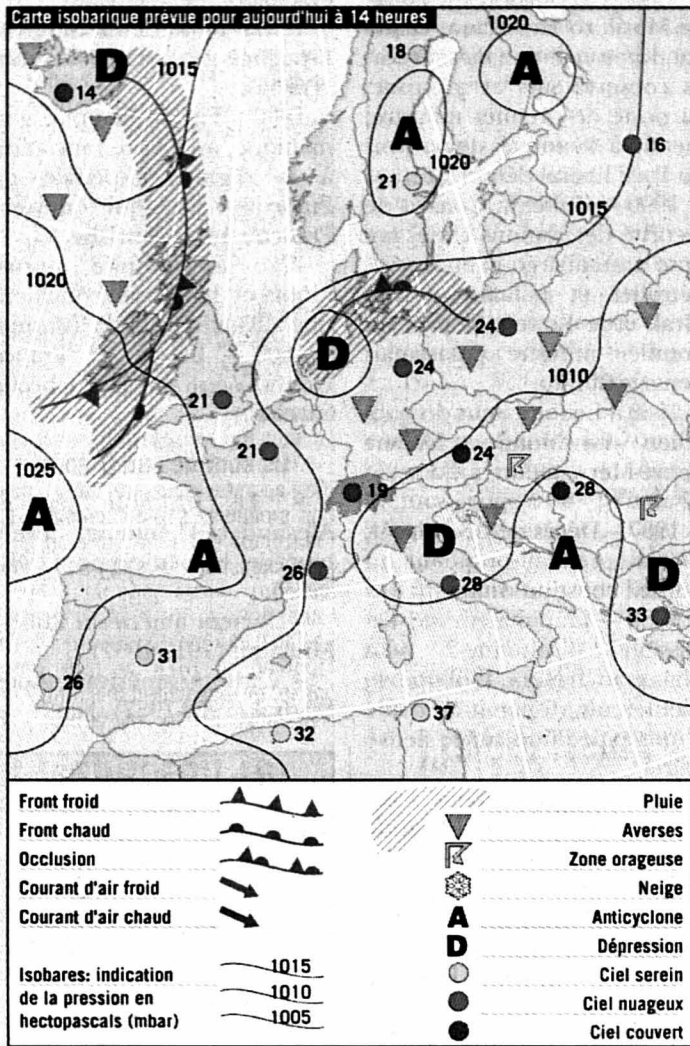 Carte isobarique prévue pour aujourd'hui à 14 heures
1020
18
D
1015
A
14
A
1020
16
21
1015
1020
D
24
24
1010
21
21
24
1025
19
28
A
A
D
A
D
26
28
33
31
26
37
32
Front froid
Front chaud
Occlusion
Courant d'air froid
Courant d'air chaud
Isobares: indication
de la pression en
hectopascals (mbar)
1015
1010
1005
Pluie
Averses
Zone orageuse
Neige
A Anticyclone
D Dépression
Ciel serein
Ciel nuageux
Ciel couvert